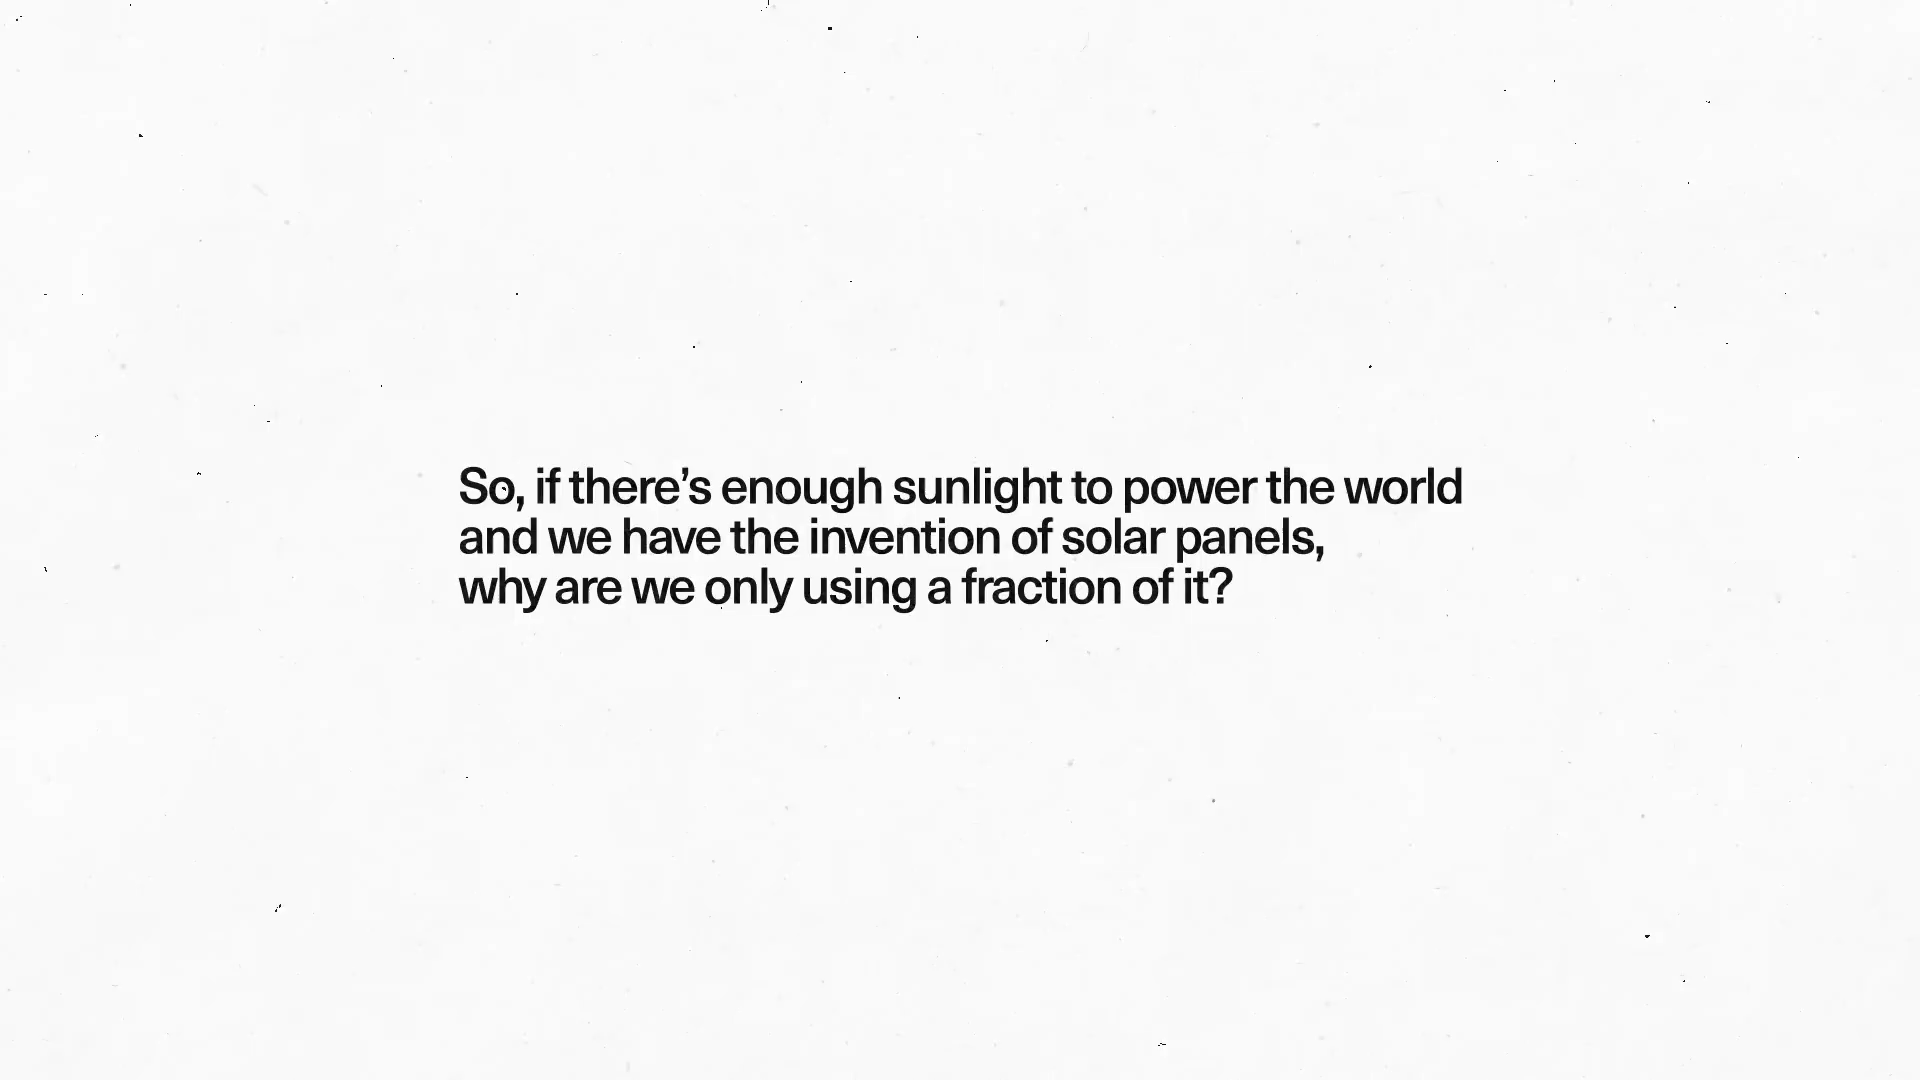 So, if there’s enough sunlight to power the world
and we have the invention of solar panels,
why are we only using a fraction of it?